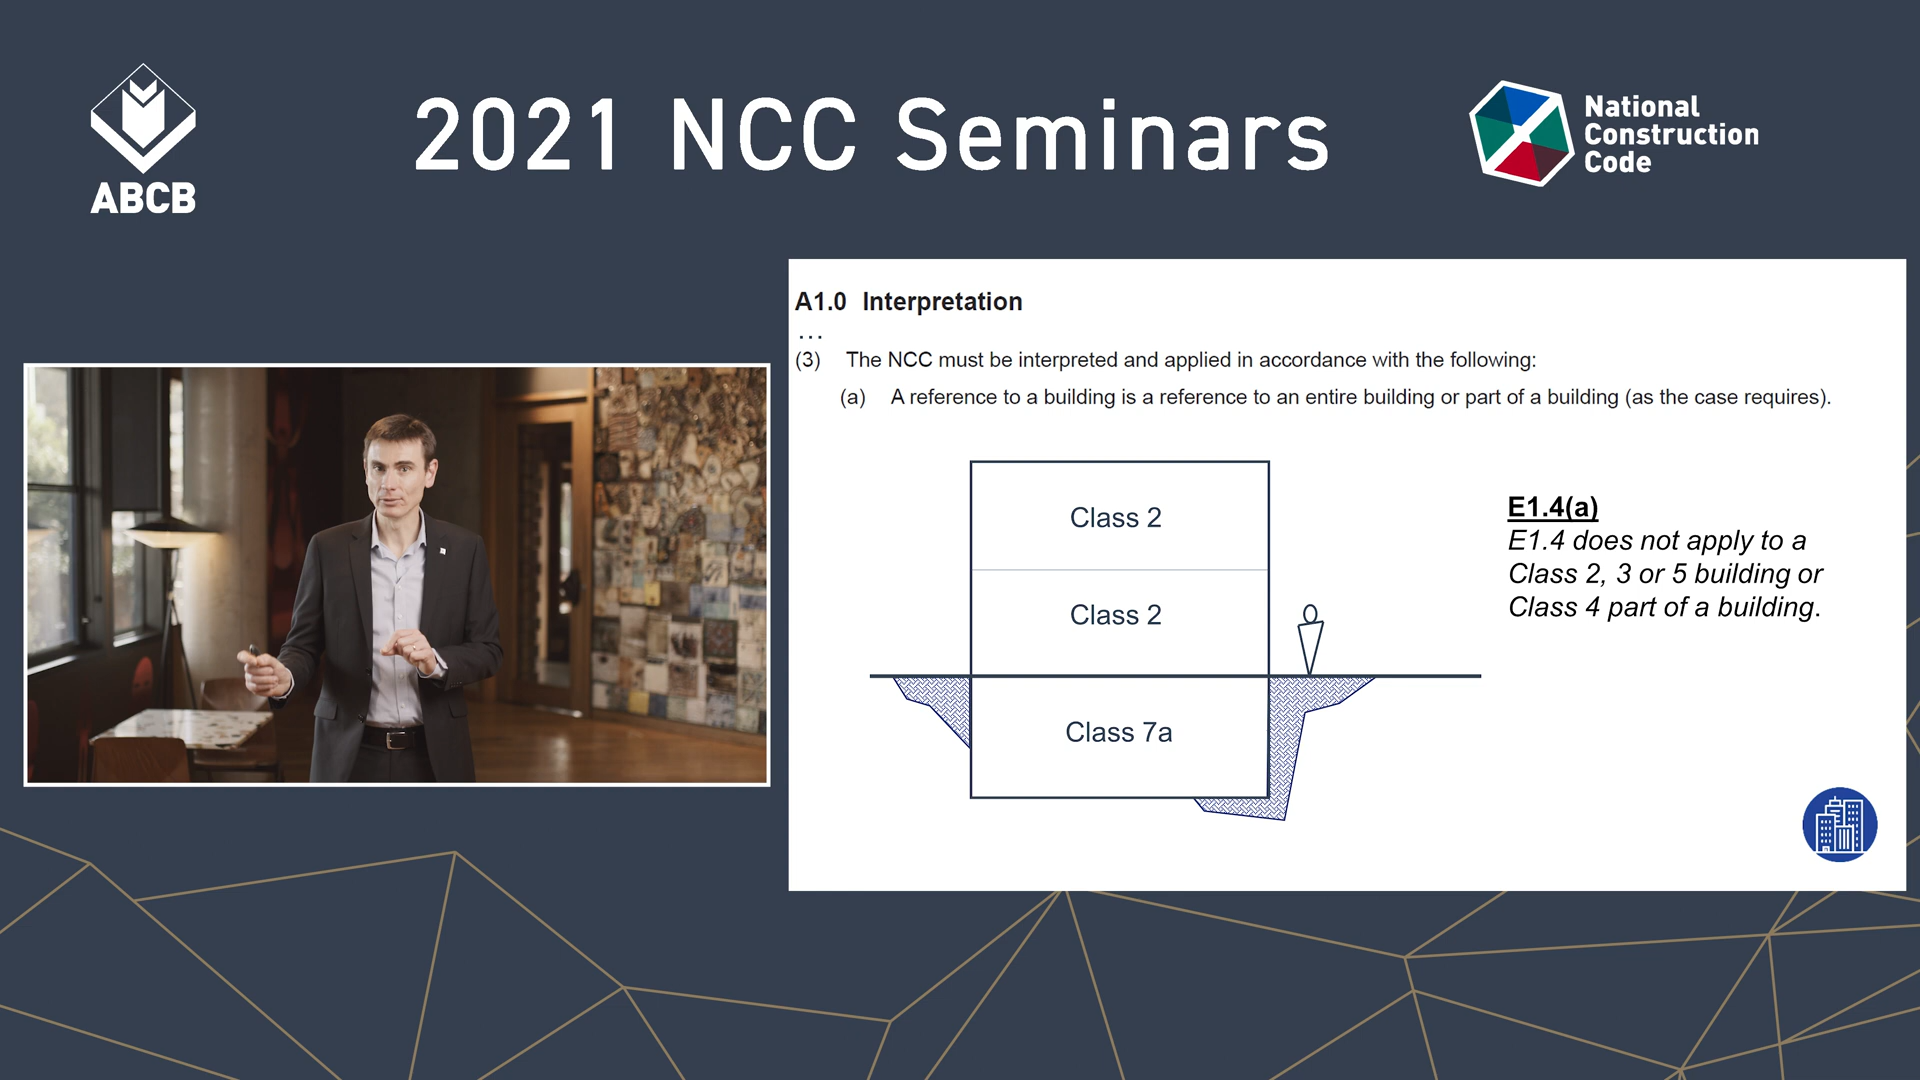 ABCB
2021 NCC Seminars
National
Construction
Code
A1.0 Interpretation
...
(3) The NCC must be interpreted and applied in accordance with the following:
(a) A reference to a building is a reference to an entire building or part of a building (as the case requires).
Class 2
Class 2
Class 7a
E1.4(a)
E1.4 does not apply to a
Class 2, 3 or 5 building or
Class 4 part of a building.